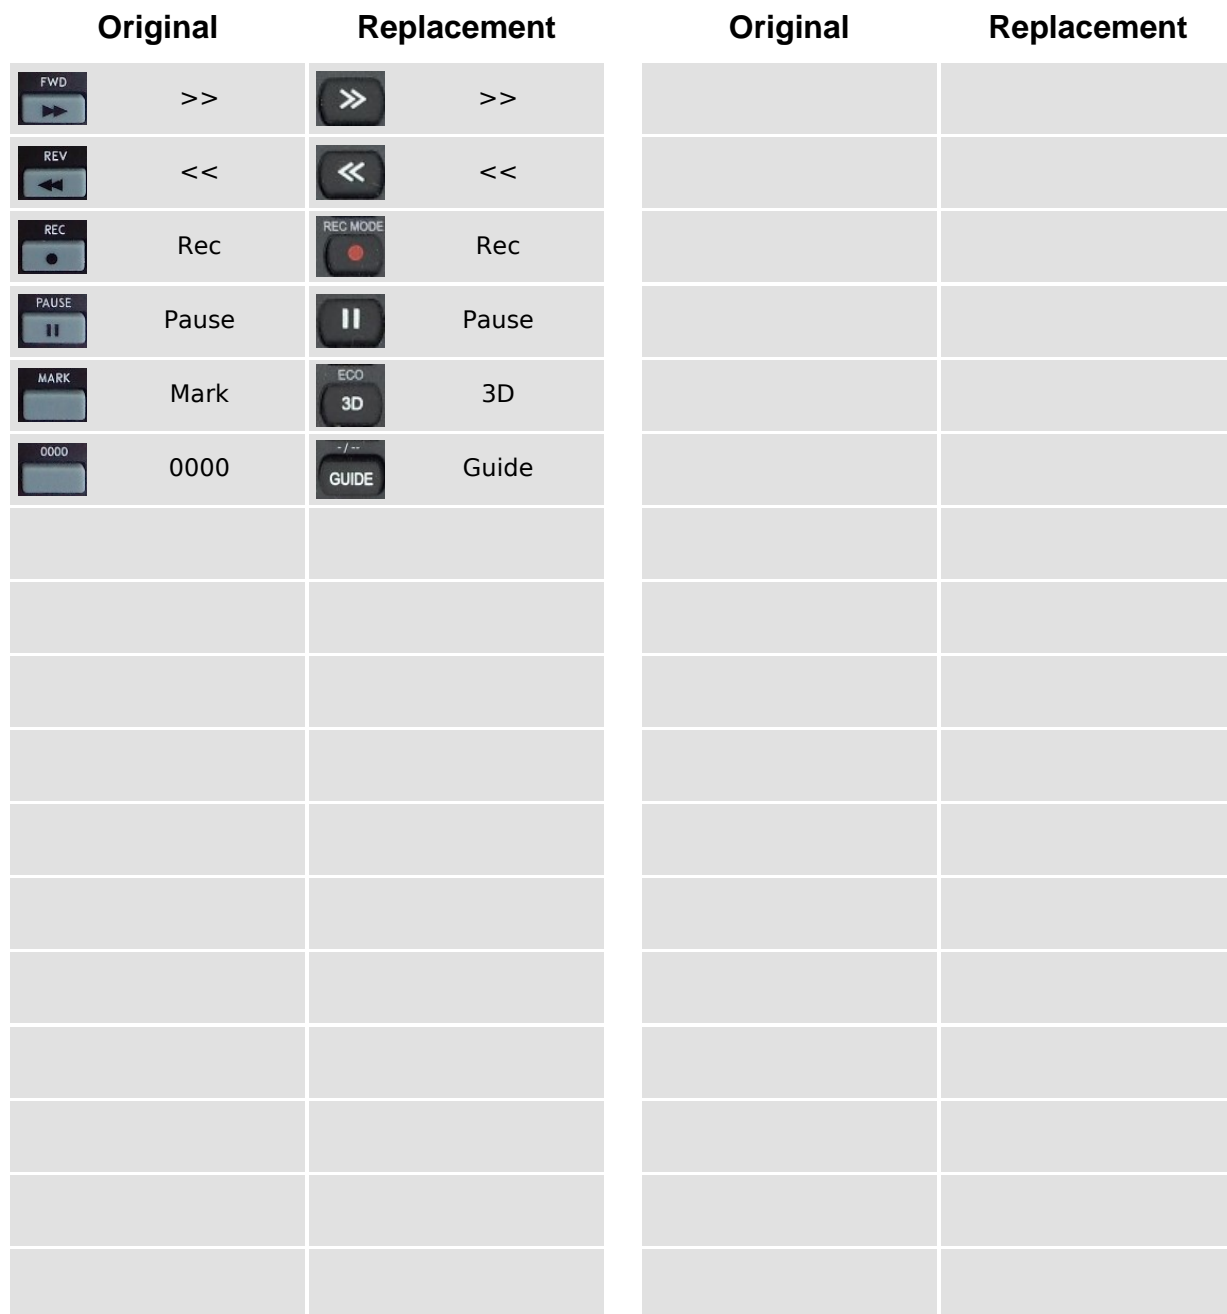 Original Replacement Original Replacement
FWD
>> >>
REV
<< <<
REC Rec REC MODE Rec
PAUSE Pause Pause
MARK Mark ECO 3D 3D
0000 0000 -/-- GUIDE Guide